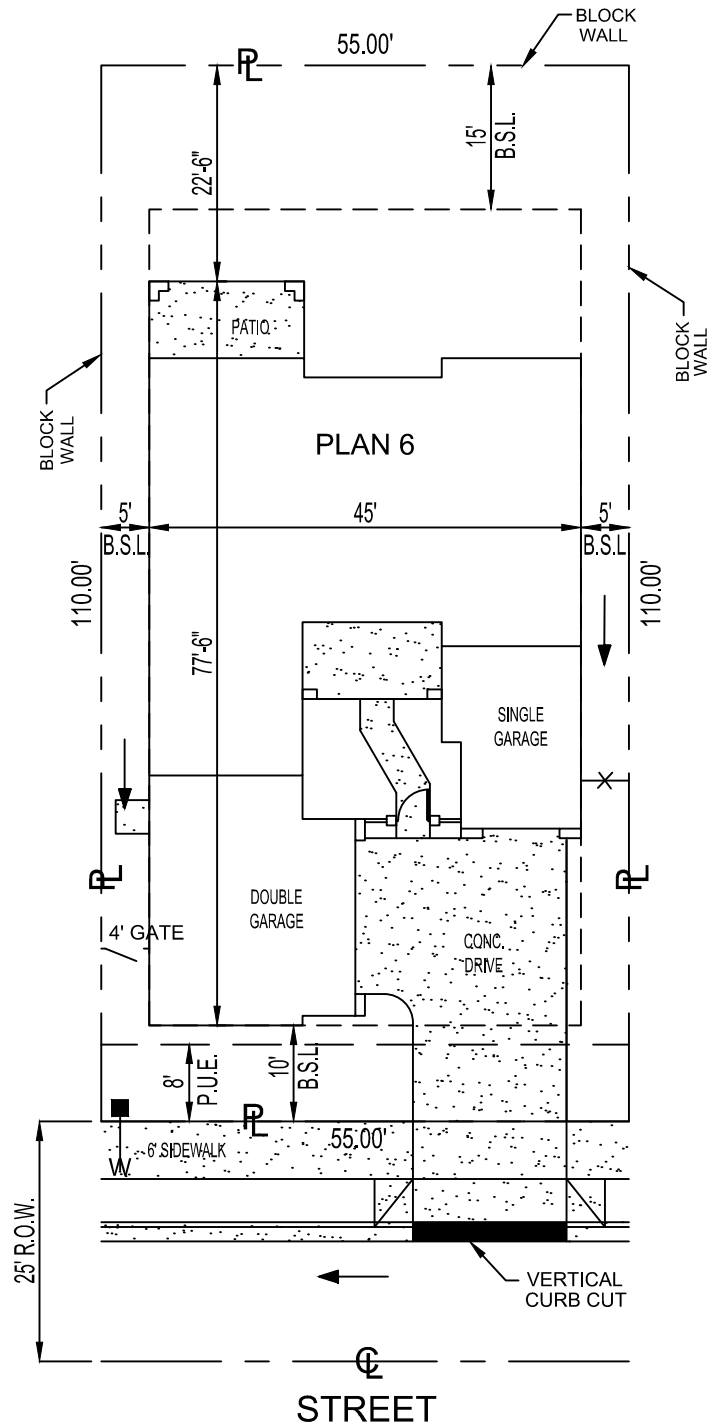 BLOCK
WALL
55.00'
PL
22'-6"
15'
B.S.L.
PATIO
BLOCK
WALL
BLOCK
WALL
PLAN 6
5'
B.S.L.
45'
5'
B.S.L
110.00'
110.00'
77'-6"
SINGLE
GARAGE
PL
PL
DOUBLE
GARAGE
4' GATE
CONC.
DRIVE
8'
P.U.E.
10'
B.S.L.
PL
55.00'
6' SIDEWALK
W
25' R.O.W.
VERTICAL
CURB CUT
CL
STREET